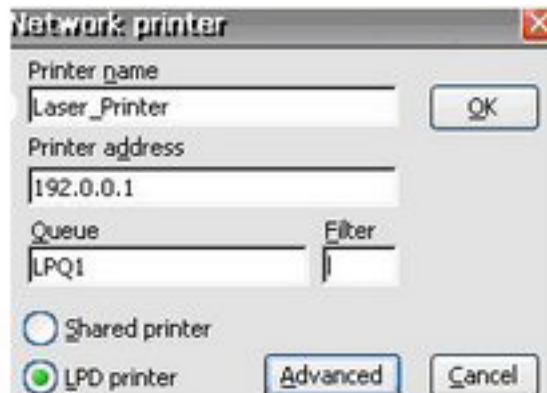 Network printer
Printer name
Laser_Printer
OK
Printer address
192.0.0.1
Queue Filter
LPQ1 l
Shared printer
LPD printer Advanced Cancel